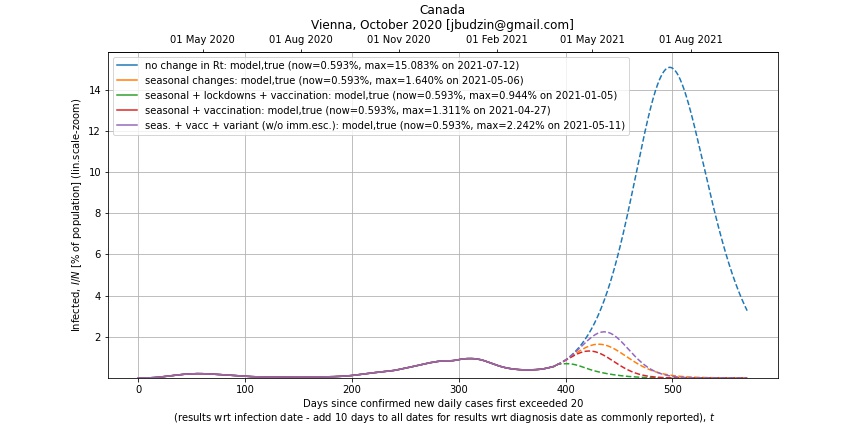 Canada
Vienna, October 2020 [jbudzin@gmail.com]
01 May 2020 01 Aug 2020 01 Nov 2020 01 Feb 2021 01 May 2021 01 Aug 2021
no change in Rt: model,true (now=0.593%, max=15.083% on 2021-07-12)
seasonal changes: model,true (now=0.593%, max=1.640% on 2021-05-06)
seasonal + lockdowns + vaccination: model,true (now=0.593%, max=0.944% on 2021-01-05)
seasonal + vaccination: model,true (now=0.593%, max=1.311% on 2021-04-27)
seas. + vacc + variant (w/o imm.esc.): model,true (now=0.593%, max=2.242% on 2021-05-11)
Infected, I/N [% of population] (lin.scale-zoom)
14
12
10
8
6
4
2
0 100 200 300 400 500
Days since confirmed new daily cases first exceeded 20
(results wrt infection date - add 10 days to all dates for results wrt diagnosis date as commonly reported), t